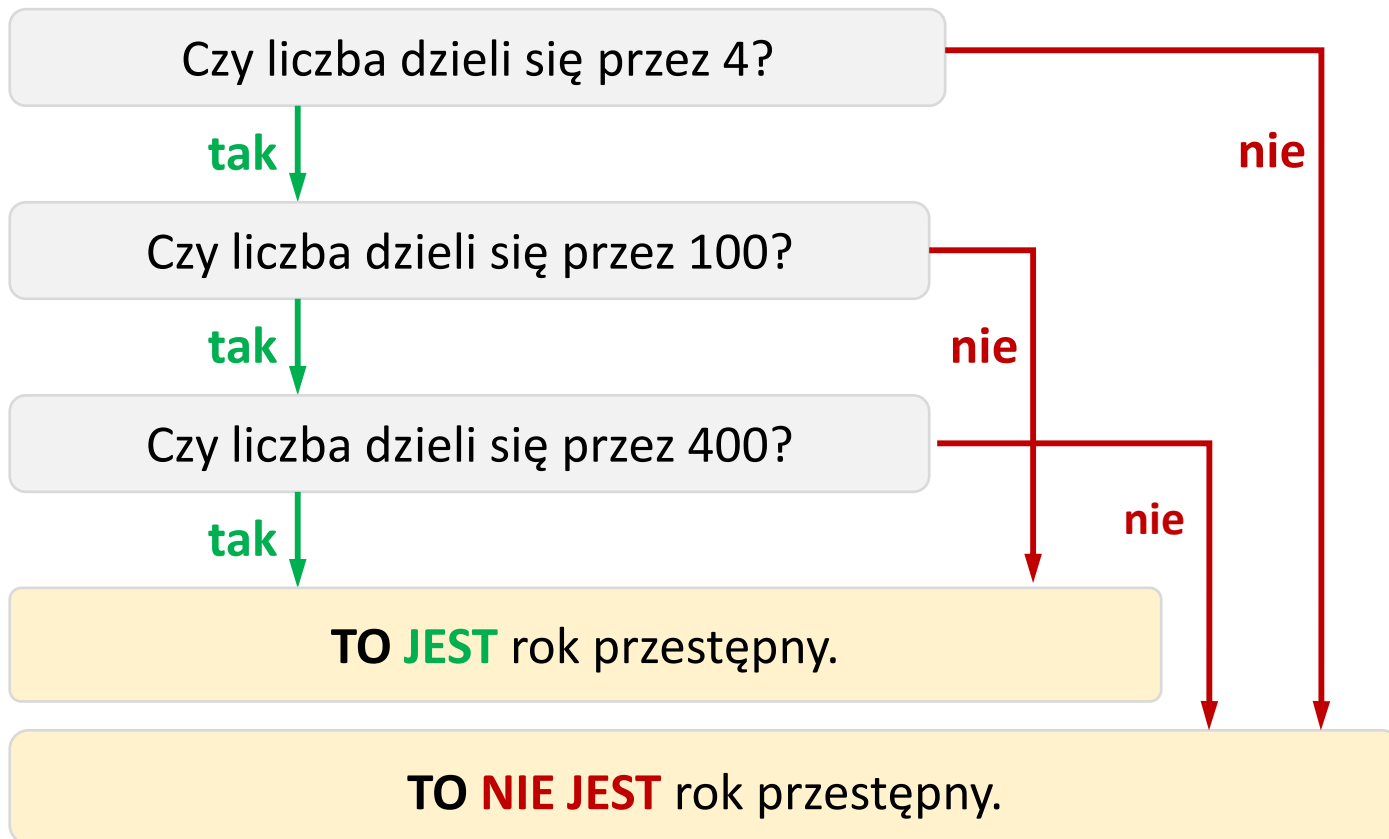 Czy liczba dzieli się przez 4?
tak
nie
Czy liczba dzieli się przez 100?
tak
nie
Czy liczba dzieli się przez 400?
tak
nie
TO JEST rok przestępny.
TO NIE JEST rok przestępny.